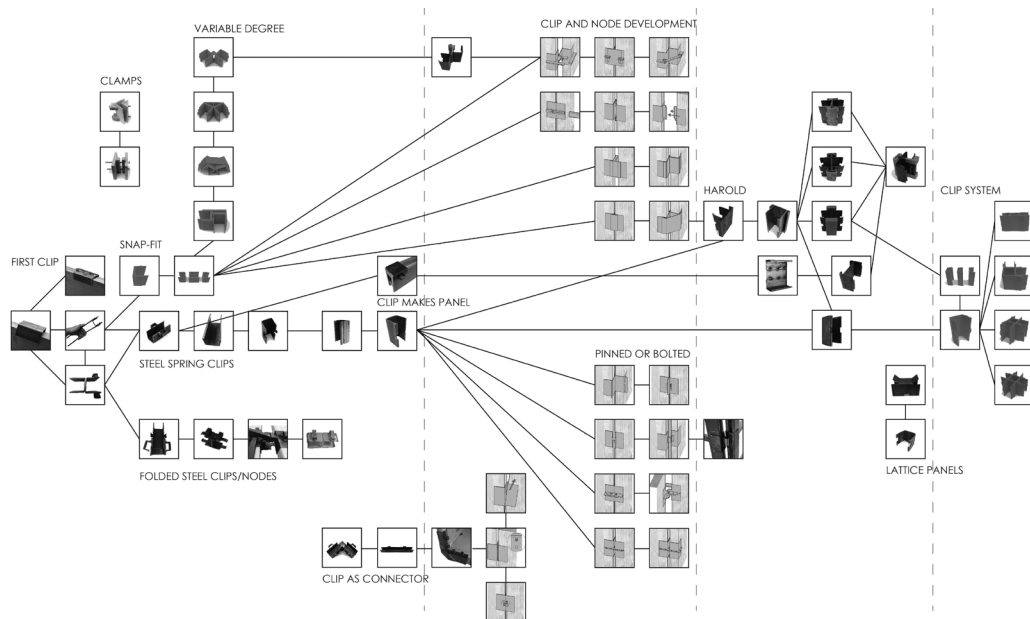 VARIABLE DEGREE
CLIP AND NODE DEVELOPMENT
CLAMPS
HAROLD
CLIP SYSTEM
SNAP-FIT
FIRST CLIP
CLIP MAKES PANEL
STEEL SPRING CLIPS
PINNED OR BOLTED
FOLDED STEEL CLIPS/NODES
LATTICE PANELS
CLIP AS CONNECTOR